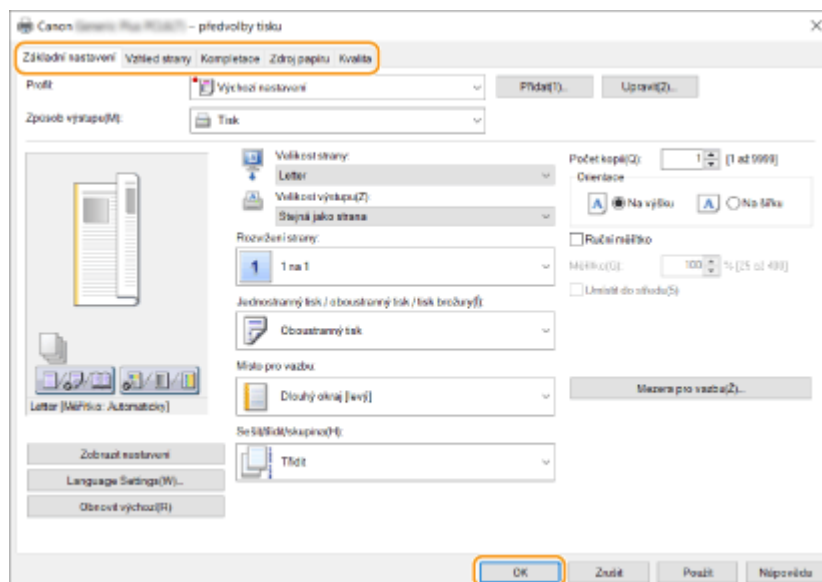 Canon – předvolby tisku
Základní nastavení Vzhled strany Kompletace Zdroj papíru Kvalita
Profil: Výchozí nastavení Přidat(1)... Upravit(2)...
Způsob výstupu(M): Tisk
Velikost strany:
Letter
Velikost výstupu(Z):
Stejná jako strana
Rozvržení strany:
1 1 na 1
Jednostranný tisk / oboustranný tisk / tisk brožury(J):
Oboustranný tisk
Místo pro vazbu:
Dlouhý okraj [levý]
Sešít/třídit/skupina(H):
Třídit
Počet kopií(Q): 1 [1 až 9999]
Orientace
A Na výšku A Na šířku
Ruční měřítko
Měřítko(G): 100 % [25 až 400]
Umístit do středu(S)
Mezera pro vazbu(Ž)...
Letter [Měřítko: Automaticky]
Zobrazit nastavení
Language Settings(W)...
Obnovit výchozí(R)
OK Zrušit Použít Nápověda